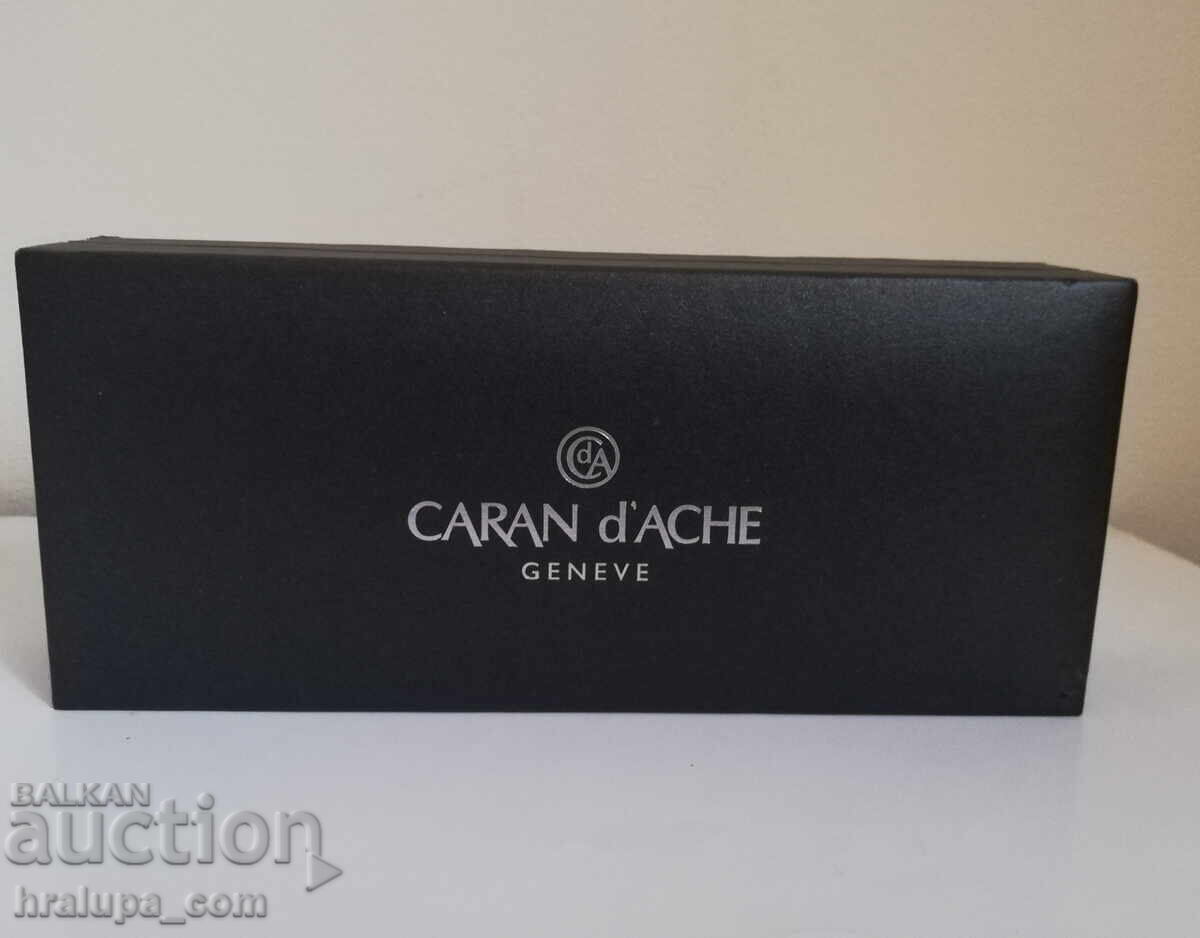 CdA
CARAN d'ACHE
GENEVE
BALKAN
auction
hralupa_com